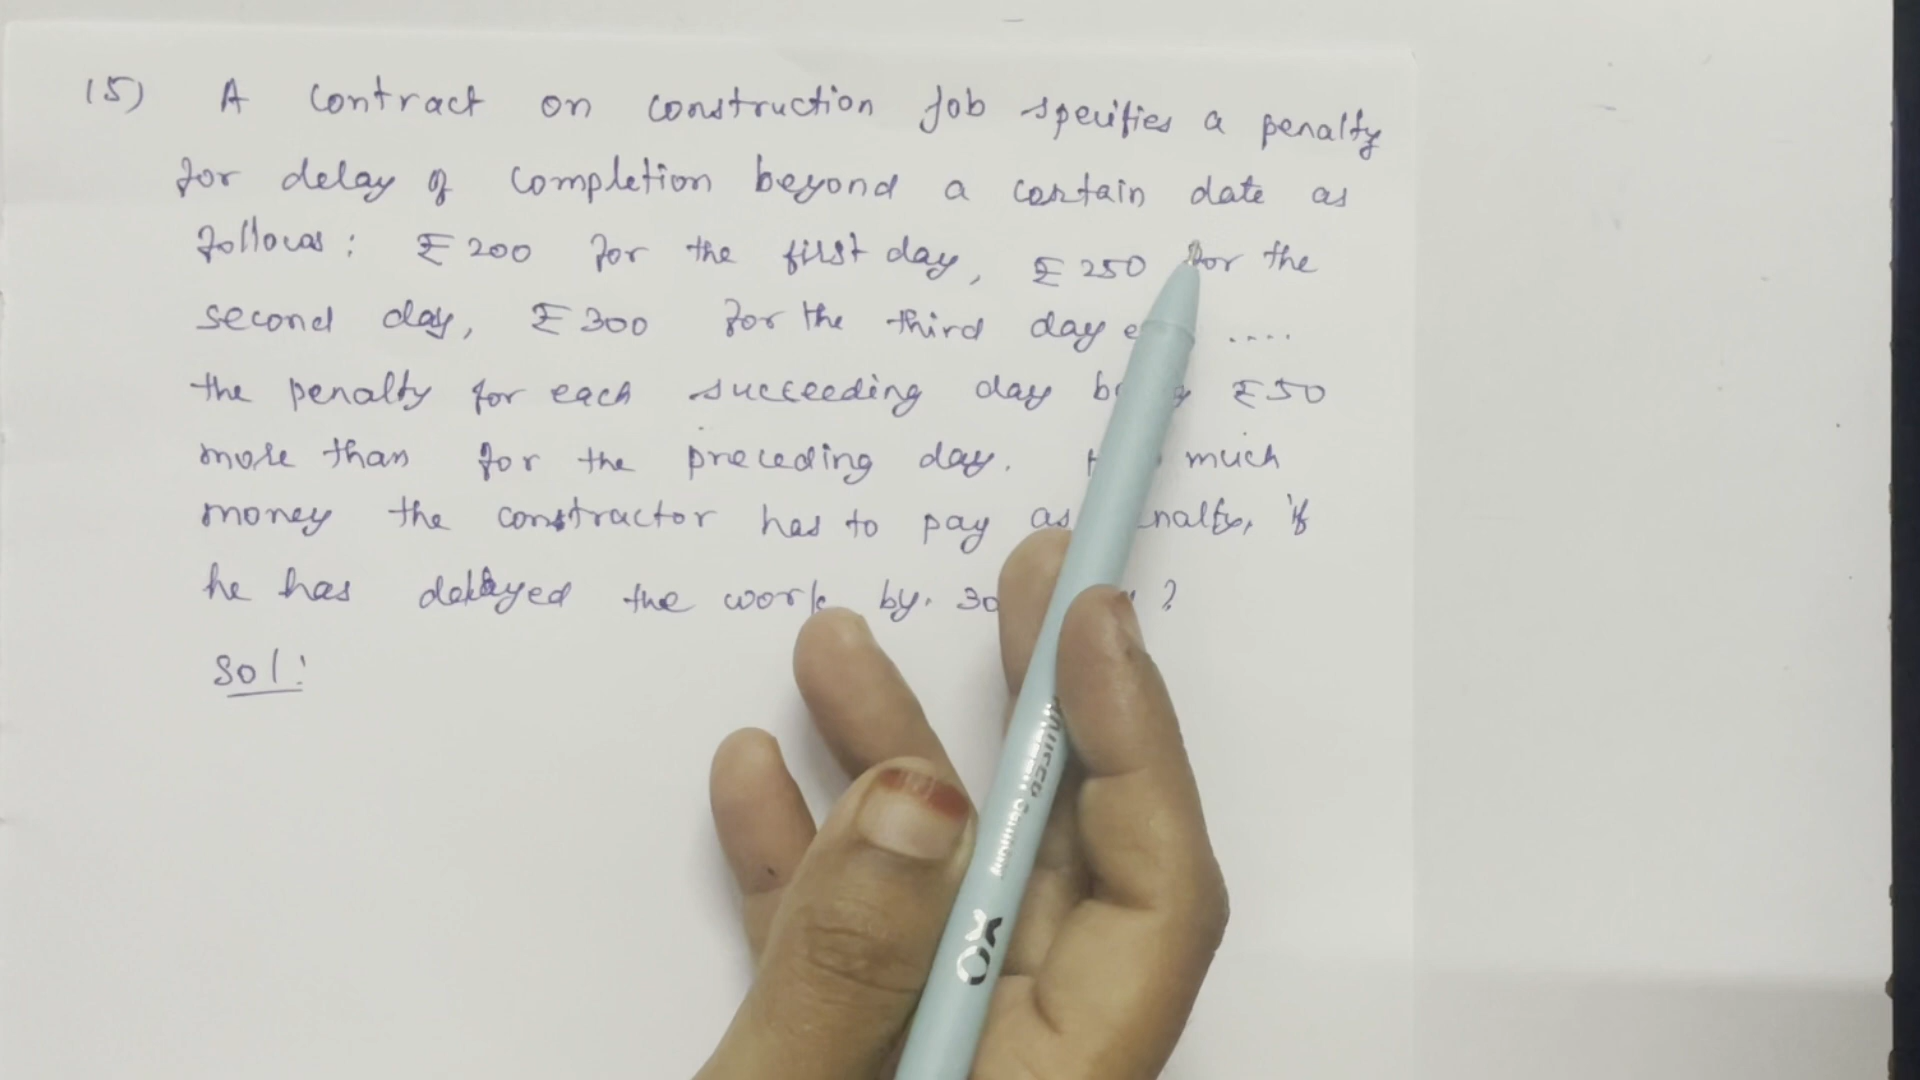 15) A contract on construction job specifies a penalty
for delay of completion beyond a certain date as
follows: ₹ 200 for the first day, ₹ 250 for the
second day, ₹ 300 for the third day ....
the penalty for each succeeding day ₹ 50
more than for the preceding day. much
money the constractor has to pay as if
he has delayed the work by. 30 ?
Sol:
OX